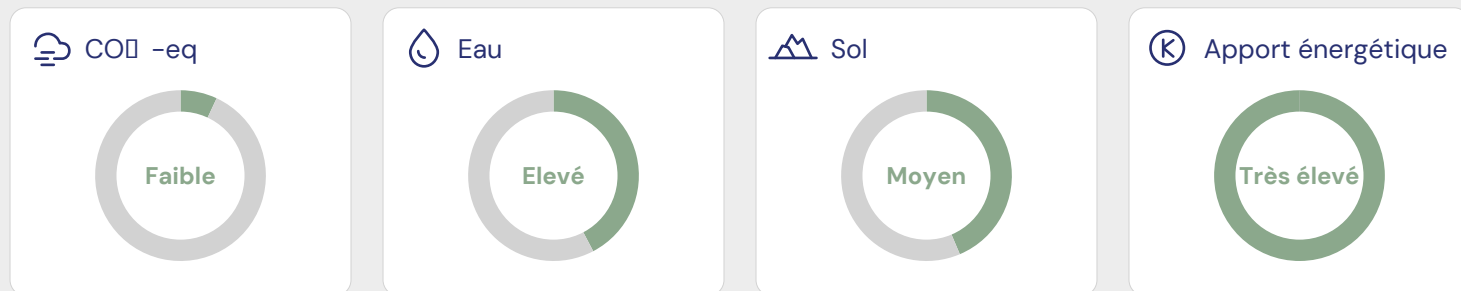 CO▯ -eq
Eau
Sol
Apport énergétique
Faible
Elevé
Moyen
Très élevé